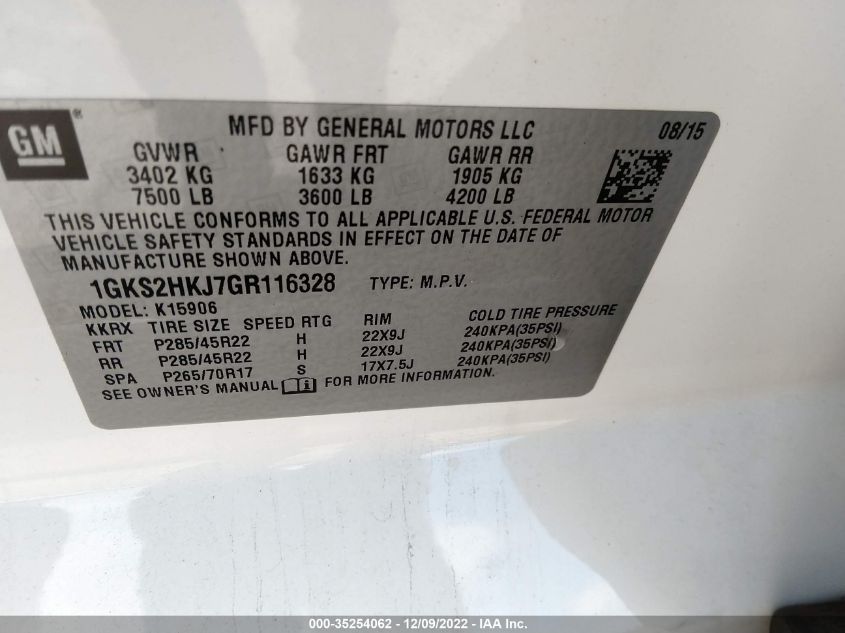 GM ®
MFD BY GENERAL MOTORS LLC 08/15
GVWR GAWR FRT GAWR RR
3402 KG 1633 KG 1905 KG
7500 LB 3600 LB 4200 LB
THIS VEHICLE CONFORMS TO ALL APPLICABLE U.S. FEDERAL MOTOR
VEHICLE SAFETY STANDARDS IN EFFECT ON THE DATE OF
MANUFACTURE SHOWN ABOVE.
1GKS2HKJ7GR116328 TYPE: M.P.V.
MODEL: K15906
KKRX TIRE SIZE SPEED RTG RIM COLD TIRE PRESSURE
FRT P285/45R22 H 22X9J 240KPA(35PSI)
RR P285/45R22 H 22X9J 240KPA(35PSI)
SPA P265/70R17 S 17X7.5J 240KPA(35PSI)
SEE OWNER'S MANUAL FOR MORE INFORMATION.
000-35254062 - 12/09/2022 - IAA Inc.